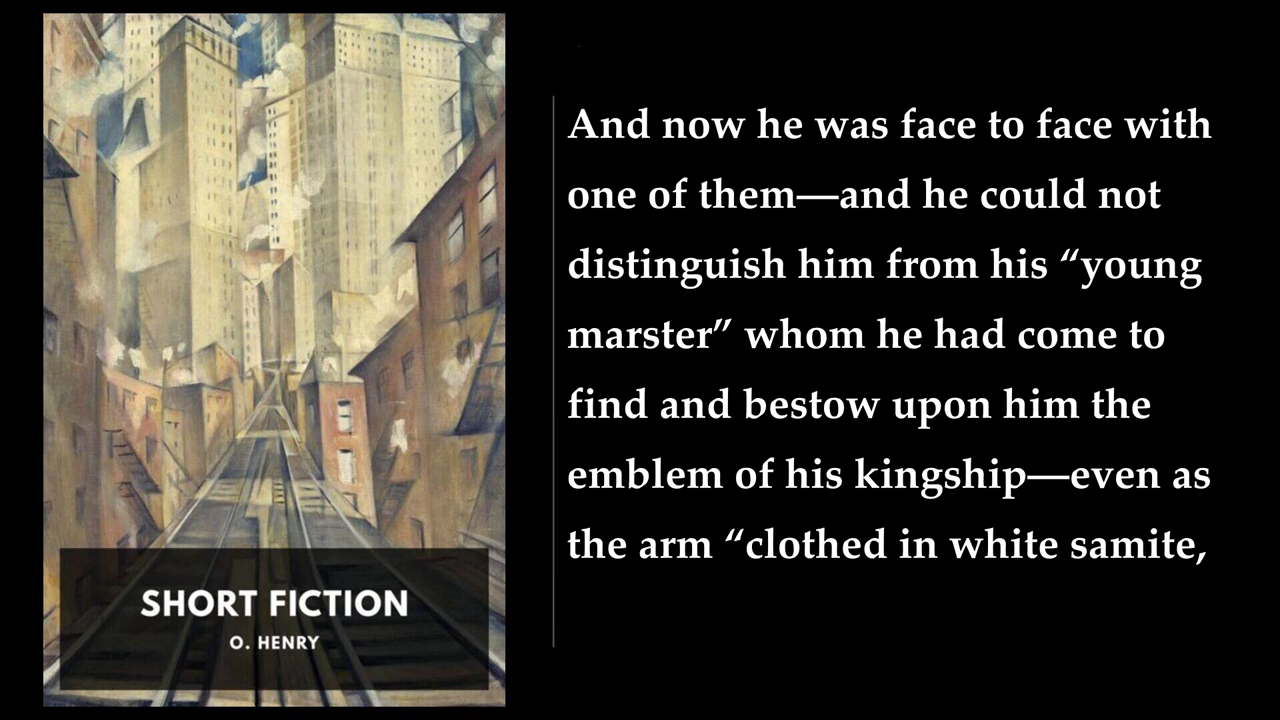 SHORT FICTION
O. HENRY
And now he was face to face with
one of them—and he could not
distinguish him from his “young
marster” whom he had come to
find and bestow upon him the
emblem of his kingship—even as
the arm “clothed in white samite,